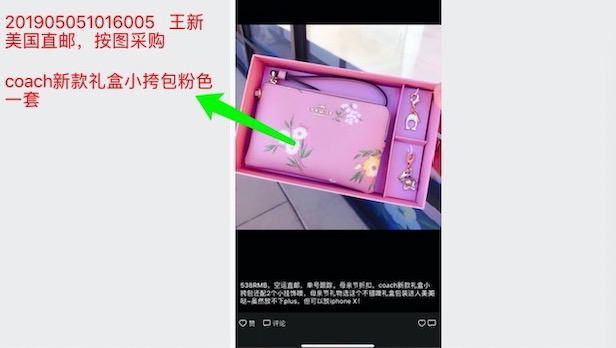 201905051016005 王新
美国直邮，按图采购
coach新款礼盒小挎包粉色
一套
COACH
538RMB，空运直邮，单号跟踪，母亲节折扣，coach新款礼盒小
挎包还配2个小挂饰噢，母亲节礼物选这个不错噢礼盒包装迷人美美
哒~虽然放不下plus，但可以放iphone X！
赞 评论